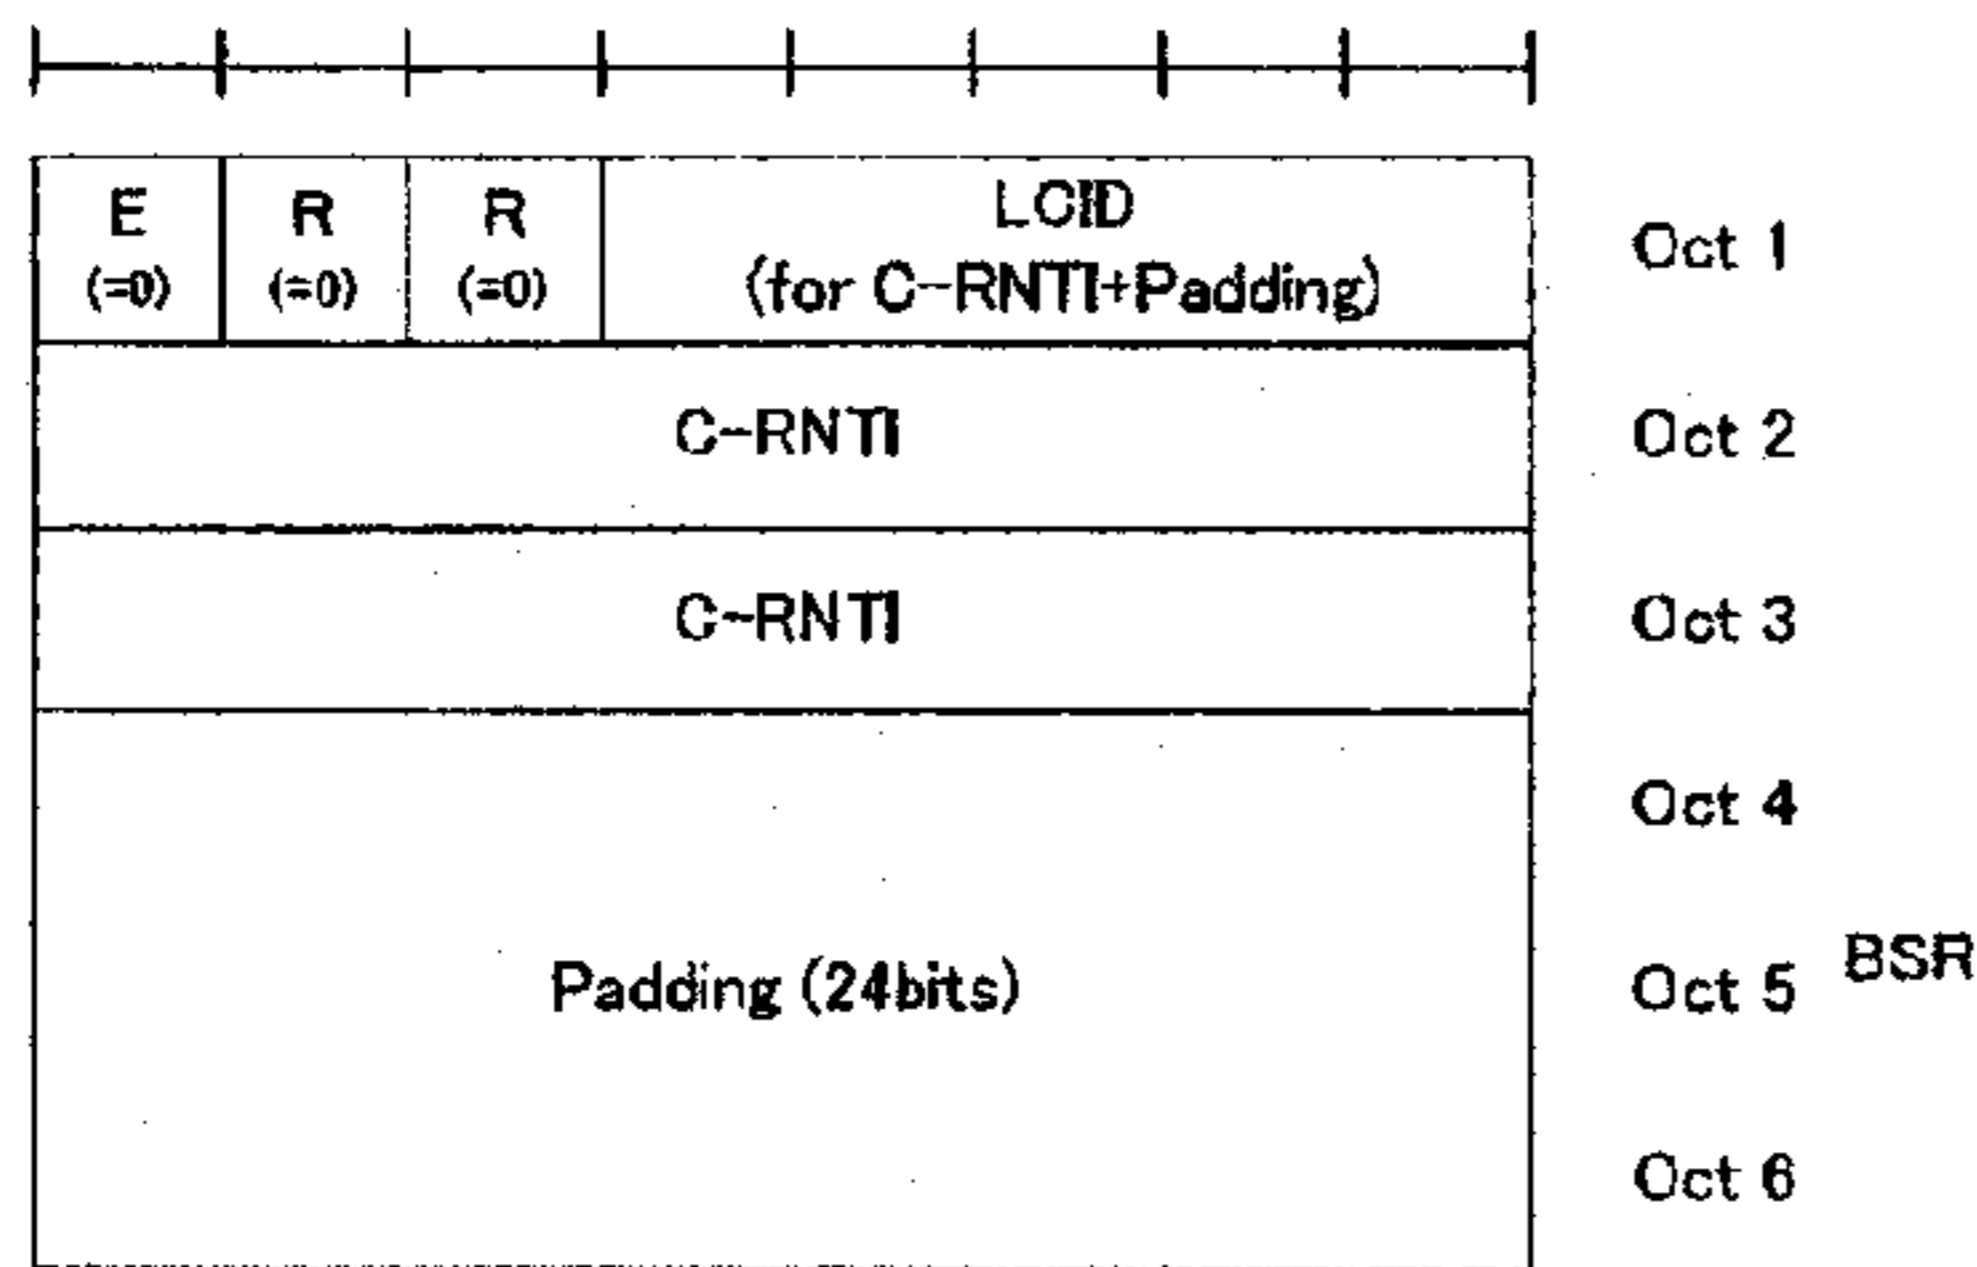 E R R LCID
(=0) (=0) (=0) (for C-RNTI+Padding) Oct 1
C-RNTI Oct 2
C-RNTI Oct 3
Oct 4
Padding (24bits) Oct 5 BSR
Oct 6